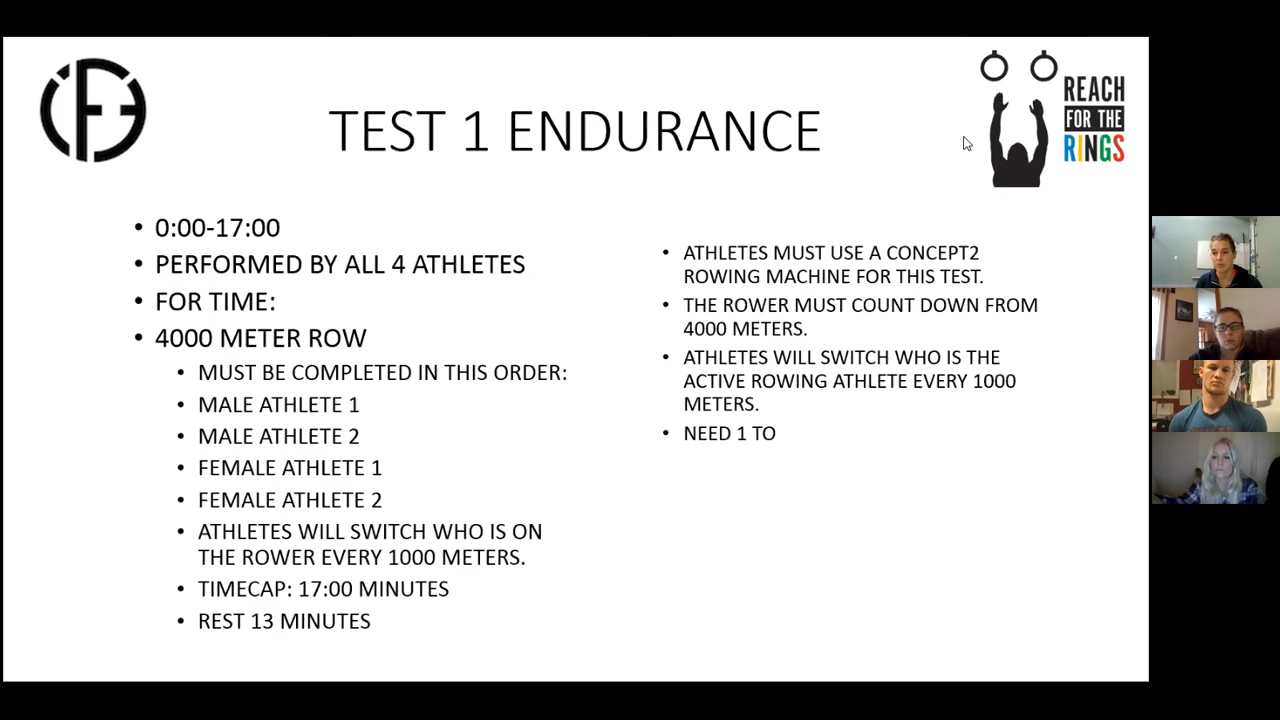 TEST 1 ENDURANCE
REACH
FOR THE
RINGS
• 0:00-17:00
• PERFORMED BY ALL 4 ATHLETES
• FOR TIME:
• 4000 METER ROW
• MUST BE COMPLETED IN THIS ORDER:
• MALE ATHLETE 1
• MALE ATHLETE 2
• FEMALE ATHLETE 1
• FEMALE ATHLETE 2
• ATHLETES WILL SWITCH WHO IS ON
THE ROWER EVERY 1000 METERS.
• TIMECAP: 17:00 MINUTES
• REST 13 MINUTES
• ATHLETES MUST USE A CONCEPT2
ROWING MACHINE FOR THIS TEST.
• THE ROWER MUST COUNT DOWN FROM
4000 METERS.
• ATHLETES WILL SWITCH WHO IS THE
ACTIVE ROWING ATHLETE EVERY 1000
METERS.
• NEED 1 TO